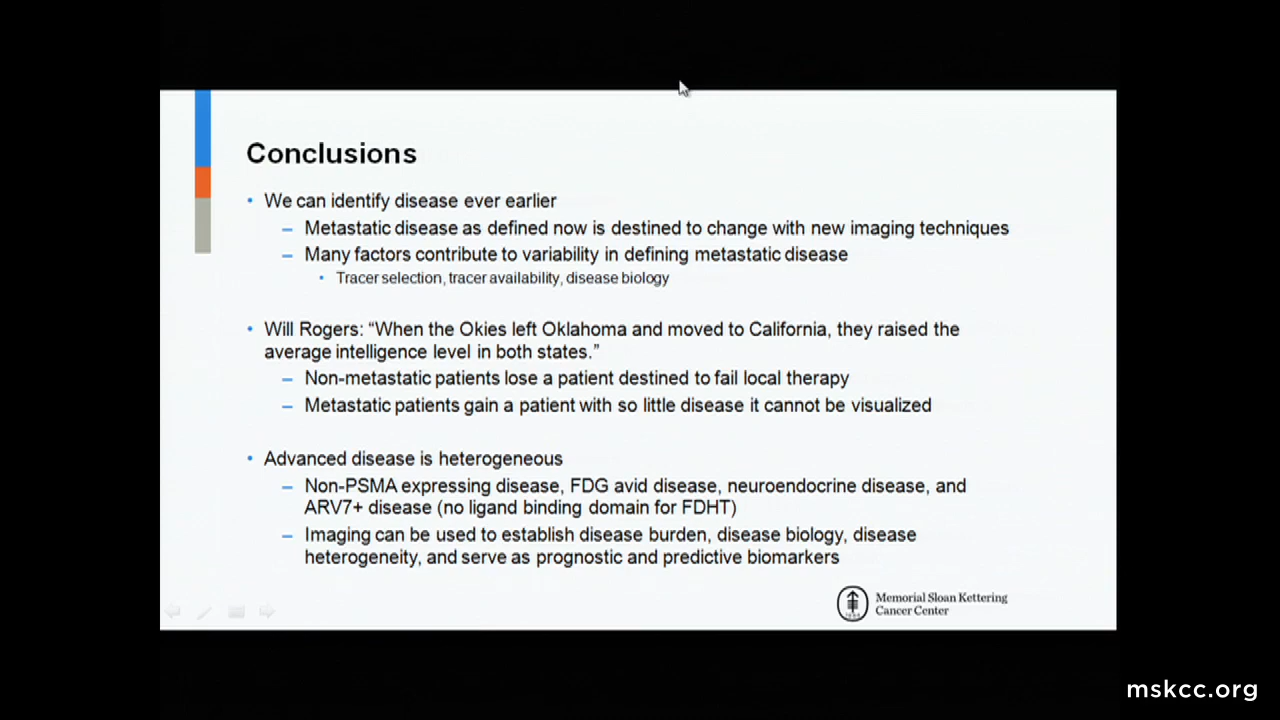 Conclusions
• We can identify disease ever earlier
– Metastatic disease as defined now is destined to change with new imaging techniques
– Many factors contribute to variability in defining metastatic disease
• Tracer selection, tracer availability, disease biology
• Will Rogers: “When the Okies left Oklahoma and moved to California, they raised the
average intelligence level in both states.”
– Non-metastatic patients lose a patient destined to fail local therapy
– Metastatic patients gain a patient with so little disease it cannot be visualized
• Advanced disease is heterogeneous
– Non-PSMA expressing disease, FDG avid disease, neuroendocrine disease, and
ARV7+ disease (no ligand binding domain for FDHT)
– Imaging can be used to establish disease burden, disease biology, disease
heterogeneity, and serve as prognostic and predictive biomarkers
Memorial Sloan Kettering
Cancer Center
mskcc.org